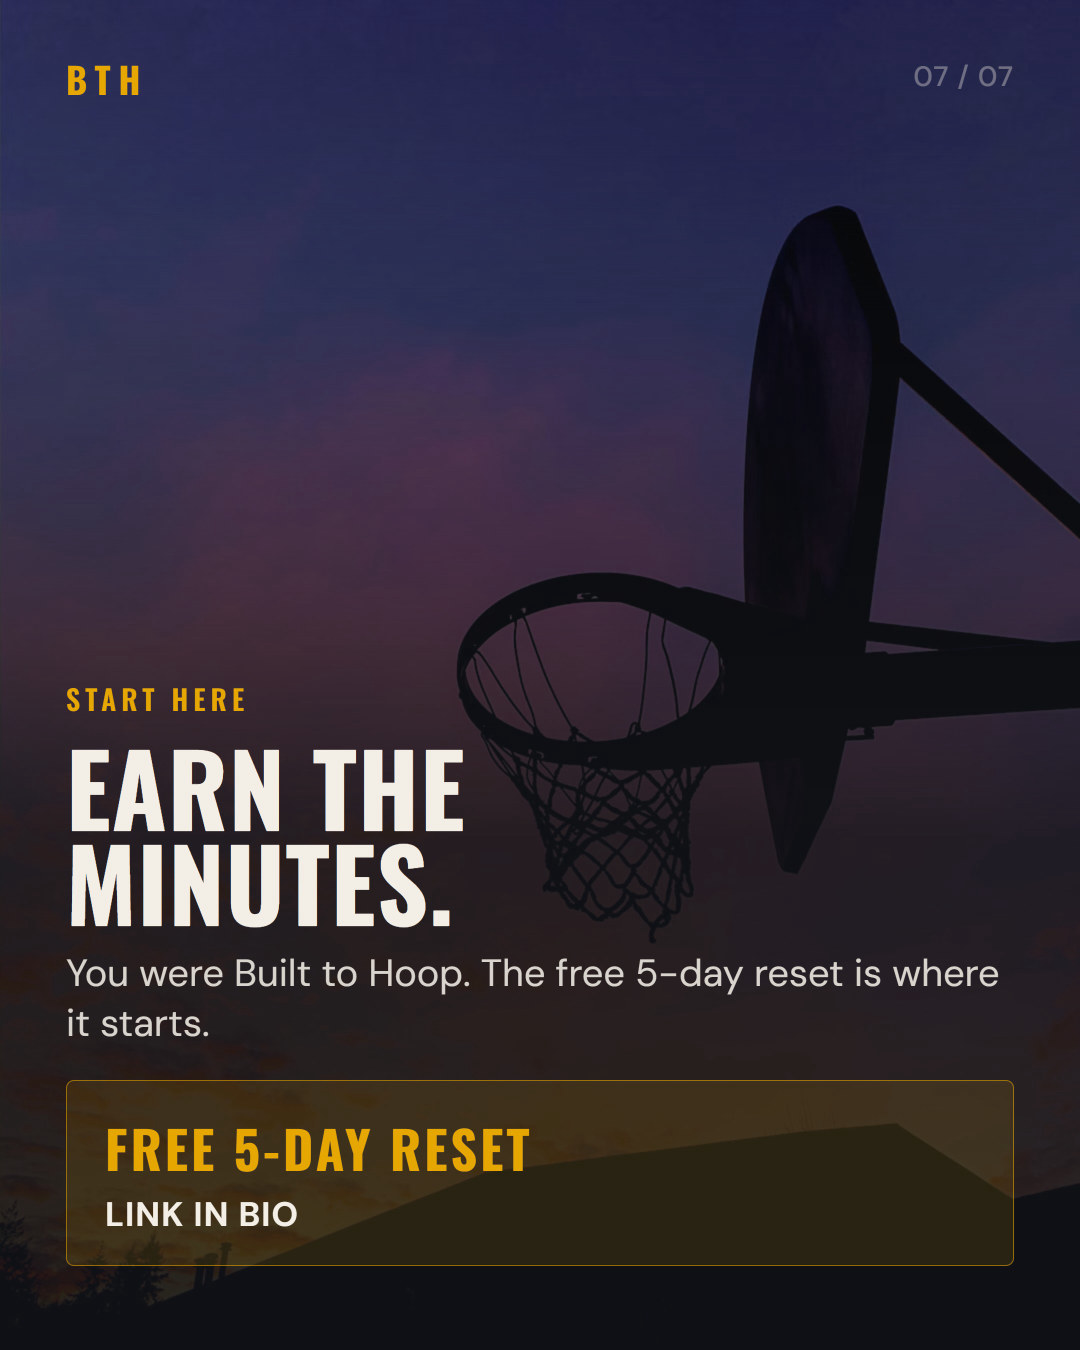 BTH
07 / 07
START HERE
EARN THE
MINUTES.
You were Built to Hoop. The free 5-day reset is where
it starts.
FREE 5-DAY RESET
LINK IN BIO